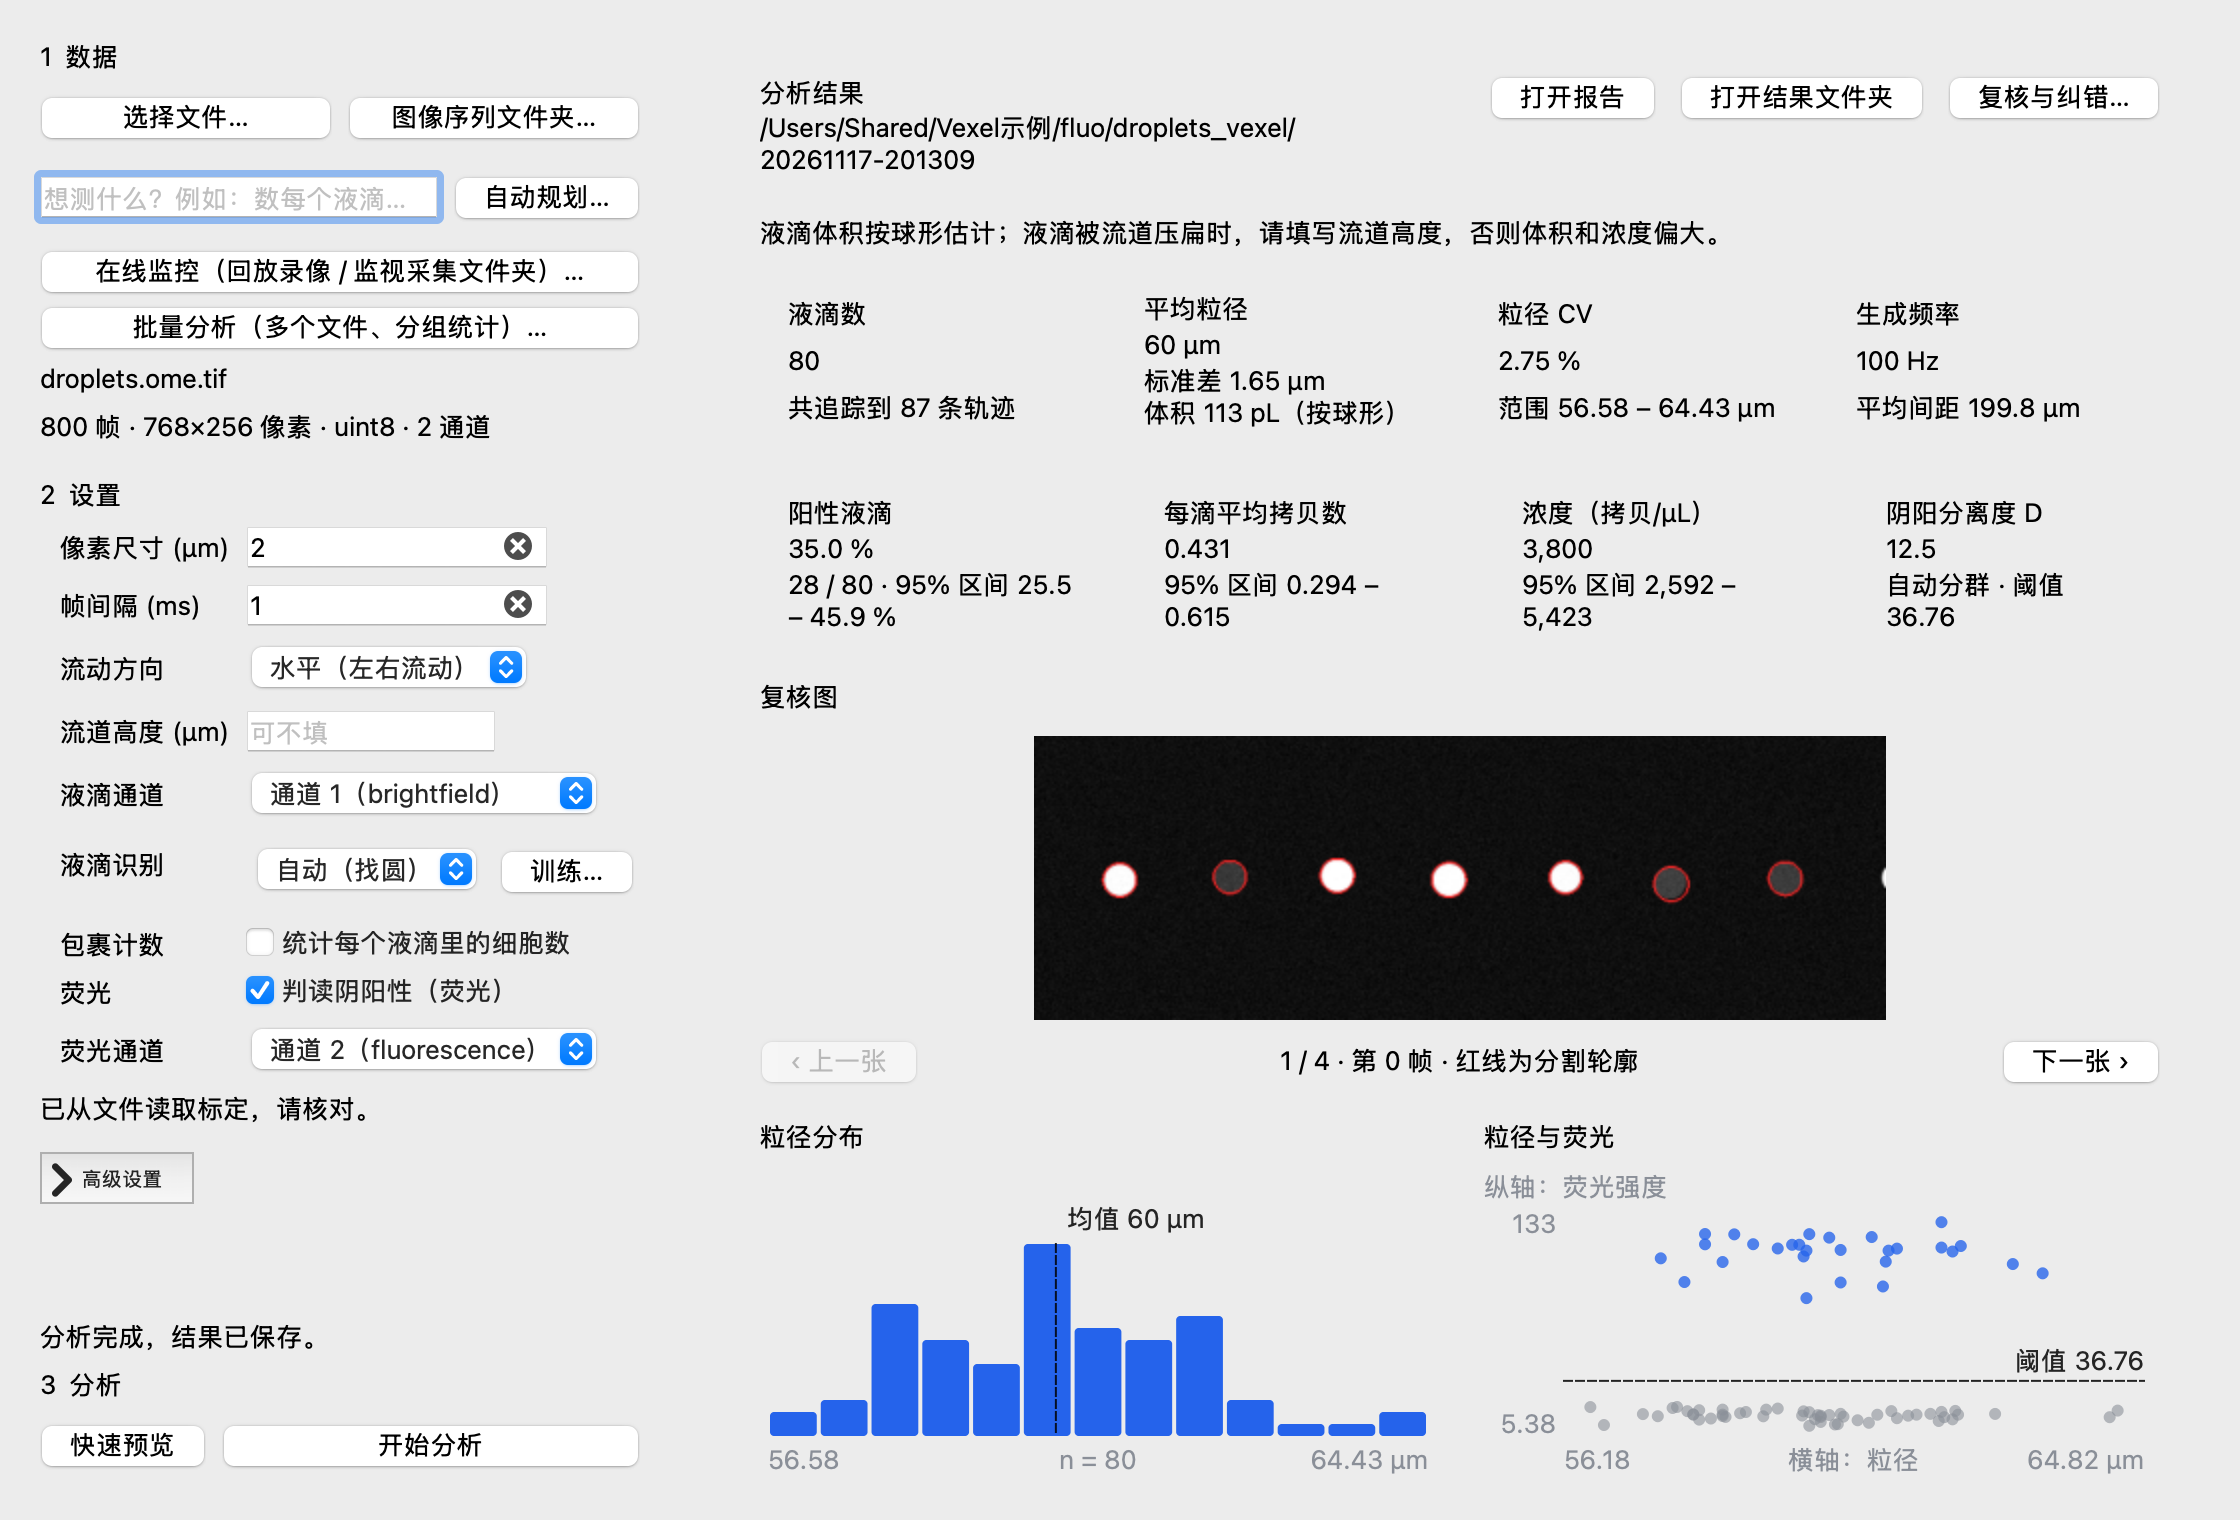 1 数据
选择文件...
图像序列文件夹...
想测什么？例如：数每个液滴...
自动规划...
在线监控（回放录像 / 监视采集文件夹）...
批量分析（多个文件、分组统计）...
droplets.ome.tif
800 帧 · 768×256 像素 · uint8 · 2 通道
2 设置
像素尺寸 (µm) 2
帧间隔 (ms) 1
流动方向 水平（左右流动）
流道高度 (µm) 可不填
液滴通道 通道 1（brightfield）
液滴识别 自动（找圆） 训练...
包裹计数 统计每个液滴里的细胞数
荧光 判读阴阳性（荧光）
荧光通道 通道 2（fluorescence）
已从文件读取标定，请核对。
高级设置
分析完成，结果已保存。
3 分析
快速预览
开始分析
分析结果
/Users/Shared/Vexel示例/fluo/droplets_vexel/
20261117-201309
打开报告
打开结果文件夹
复核与纠错...
液滴体积按球形估计；液滴被流道压扁时，请填写流道高度，否则体积和浓度偏大。
液滴数
80
共追踪到 87 条轨迹
平均粒径
60 µm
标准差 1.65 µm
体积 113 pL（按球形）
粒径 CV
2.75 %
范围 56.58 – 64.43 µm
生成频率
100 Hz
平均间距 199.8 µm
阳性液滴
35.0 %
28 / 80 · 95% 区间 25.5
– 45.9 %
每滴平均拷贝数
0.431
95% 区间 0.294 –
0.615
浓度（拷贝/µL）
3,800
95% 区间 2,592 –
5,423
阴阳分离度 D
12.5
自动分群 · 阈值
36.76
复核图
‹ 上一张
1 / 4 · 第 0 帧 · 红线为分割轮廓
下一张 ›
粒径分布
均值 60 µm
56.58
n = 80
64.43 µm
粒径与荧光
纵轴：荧光强度
133
阈值 36.76
5.38
56.18
横轴：粒径
64.82 µm